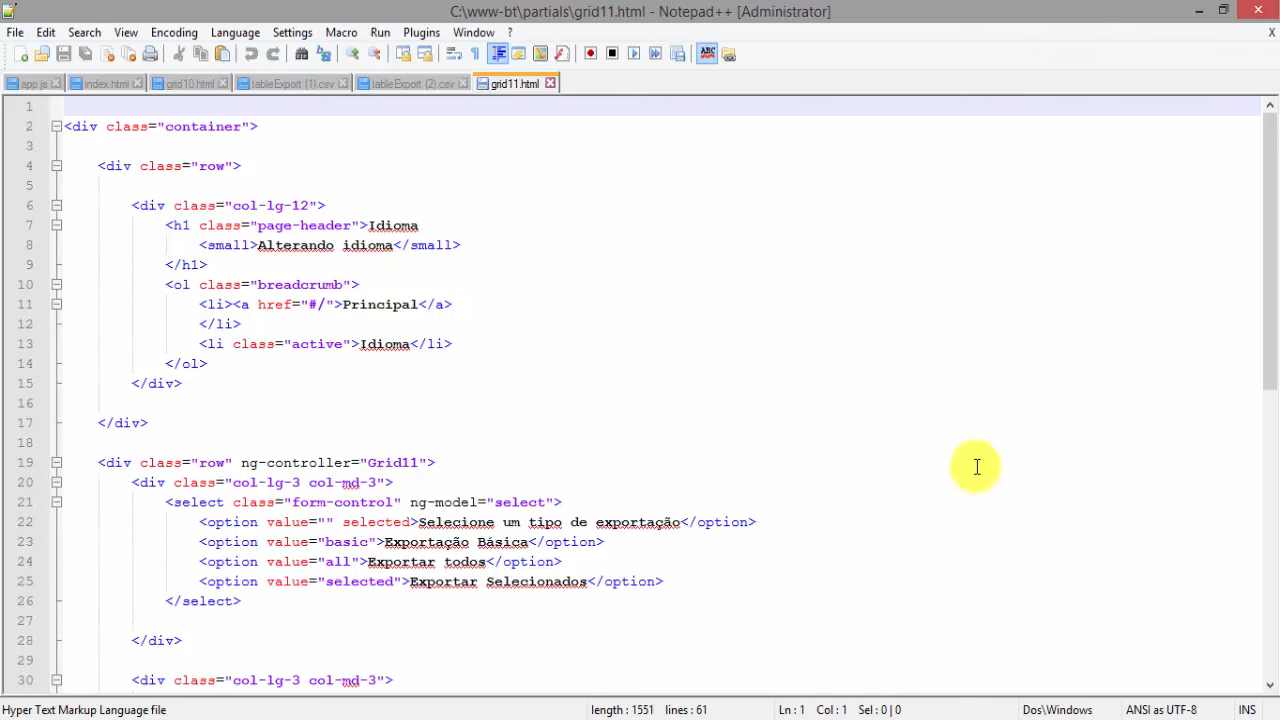 C:\www-bt\partials\grid11.html - Notepad++ [Administrator]
File Edit Search View Encoding Language Settings Macro Run Plugins Window ? X
ABC
app.js index.html grid10.html tableExport (1).csv tableExport (2).csv grid11.html
1
2 <div class="container">
3
4 <div class="row">
5
6 <div class="col-lg-12">
7 <h1 class="page-header">Idioma
8 <small>Alterando idioma</small>
9 </h1>
10 <ol class="breadcrumb">
11 <li><a href="#/">Principal</a>
12 </li>
13 <li class="active">Idioma</li>
14 </ol>
15 </div>
16
17 </div>
18
19 <div class="row" ng-controller="Grid11">
20 <div class="col-lg-3 col-md-3">
21 <select class="form-control" ng-model="select">
22 <option value="" selected>Selecione um tipo de exportação</option>
23 <option value="basic">Exportação Básica</option>
24 <option value="all">Exportar todos</option>
25 <option value="selected">Exportar Selecionados</option>
26 </select>
27
28 </div>
29
30 <div class="col-lg-3 col-md-3">
Hyper Text Markup Language file length : 1551 lines : 61 Ln : 1 Col : 1 Sel : 0 | 0 Dos\Windows ANSI as UTF-8 INS